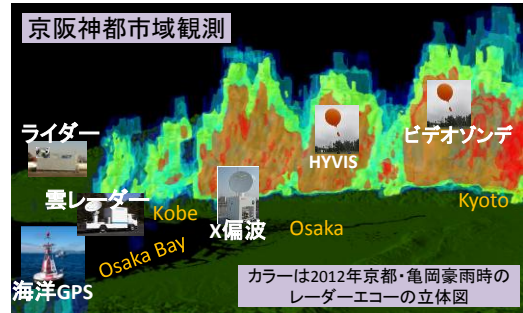 京阪神都市域観測
ライダー
ビデオゾンデ
HYVIS
雲レーダー
Kobe
X偏波
Kyoto
Osaka
Osaka Bay
海洋GPS
カラーは2012年京都・亀岡豪雨時の
レーダーエコーの立体図